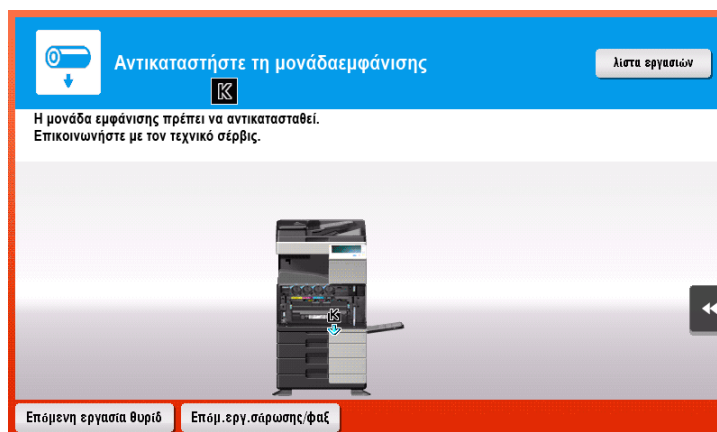 Αντικαταστήστε τη μονάδαεμφάνισης
λίστα εργασιών
K
Η μονάδα εμφάνισης πρέπει να αντικατασταθεί.
Επικοινωνήστε με τον τεχνικό σέρβις.
K
Επόμενη εργασία θυρίδ
Επόμ.εργ.σάρωσης/φαξ